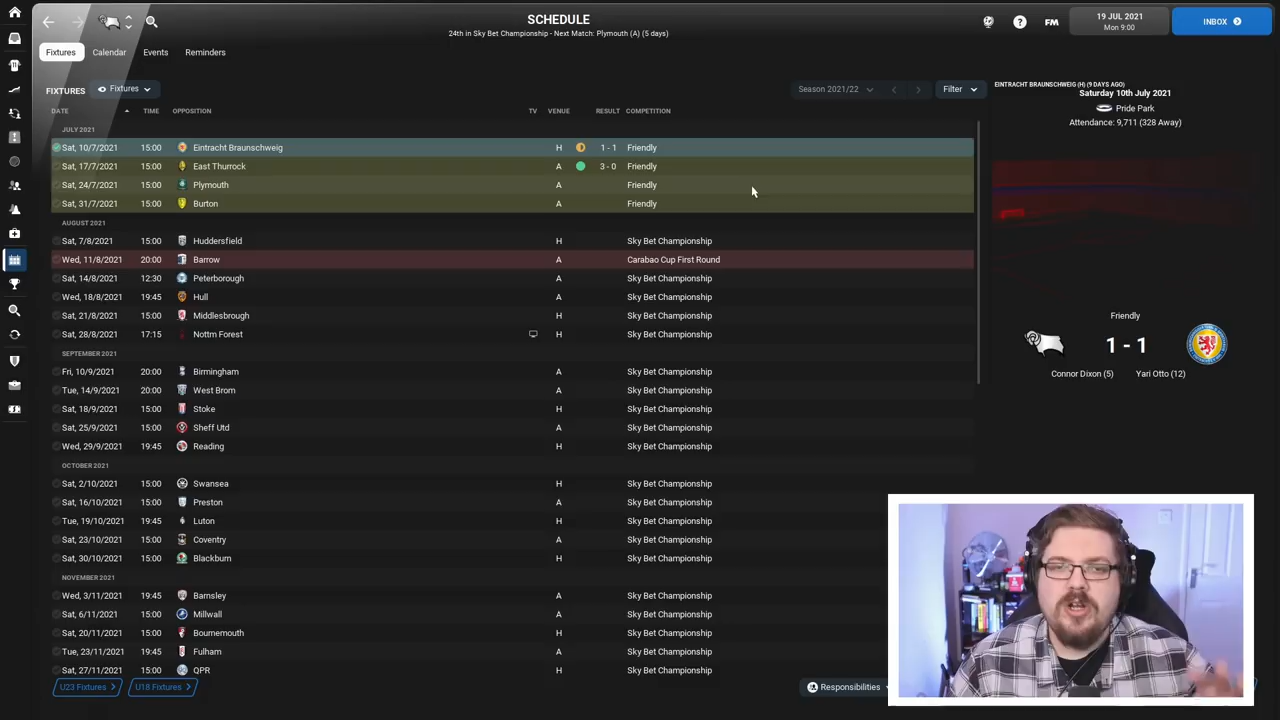 SCHEDULE
24th in Sky Bet Championship - Next Match: Plymouth (A) (5 days)
FM
19 JUL 2021
Mon 9:00
INBOX
Fixtures Calendar Events Reminders
FIXTURES Fixtures
Season 2021/22
Filter
DATE TIME OPPOSITION TV VENUE RESULT COMPETITION
JULY 2021
Sat, 10/7/2021 15:00 Eintracht Braunschweig H 1 - 1 Friendly
Sat, 17/7/2021 15:00 East Thurrock A 3 - 0 Friendly
Sat, 24/7/2021 15:00 Plymouth A Friendly
Sat, 31/7/2021 15:00 Burton A Friendly
AUGUST 2021
Sat, 7/8/2021 15:00 Huddersfield H Sky Bet Championship
Wed, 11/8/2021 20:00 Barrow A Carabao Cup First Round
Sat, 14/8/2021 12:30 Peterborough A Sky Bet Championship
Wed, 18/8/2021 19:45 Hull A Sky Bet Championship
Sat, 21/8/2021 15:00 Middlesbrough H Sky Bet Championship
Sat, 28/8/2021 17:15 Nottm Forest H Sky Bet Championship
SEPTEMBER 2021
Fri, 10/9/2021 20:00 Birmingham A Sky Bet Championship
Tue, 14/9/2021 20:00 West Brom A Sky Bet Championship
Sat, 18/9/2021 15:00 Stoke H Sky Bet Championship
Sat, 25/9/2021 15:00 Sheff Utd A Sky Bet Championship
Wed, 29/9/2021 19:45 Reading H Sky Bet Championship
OCTOBER 2021
Sat, 2/10/2021 15:00 Swansea H Sky Bet Championship
Sat, 16/10/2021 15:00 Preston A Sky Bet Championship
Tue, 19/10/2021 19:45 Luton H Sky Bet Championship
Sat, 23/10/2021 15:00 Coventry A Sky Bet Championship
Sat, 30/10/2021 15:00 Blackburn H Sky Bet Championship
NOVEMBER 2021
Wed, 3/11/2021 19:45 Barnsley A Sky Bet Championship
Sat, 6/11/2021 15:00 Millwall A Sky Bet Championship
Sat, 20/11/2021 15:00 Bournemouth H Sky Bet Championship
Tue, 23/11/2021 19:45 Fulham A Sky Bet Championship
Sat, 27/11/2021 15:00 QPR H Sky Bet Championship
U23 Fixtures U18 Fixtures Responsibilities
EINTRACHT BRAUNSCHWEIG (H) (9 DAYS AGO)
Saturday 10th July 2021
Pride Park
Attendance: 9,711 (328 Away)
Friendly
1 - 1
Connor Dixon (5) Yari Otto (12)